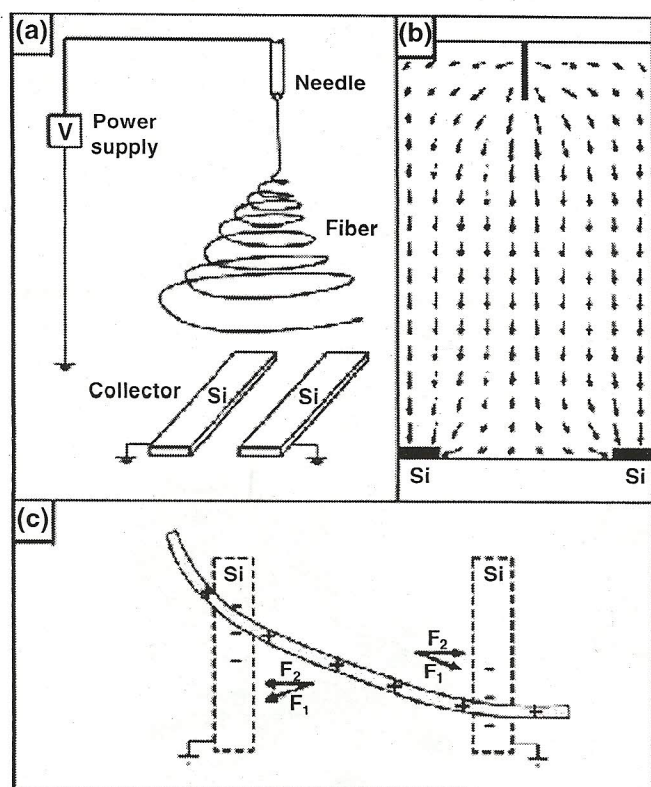 (a)
Needle
V
Power
supply
Fiber
Collector
Si
Si
(b)
Si
Si
(c)
Si
Si
F2
F1
F2
F1